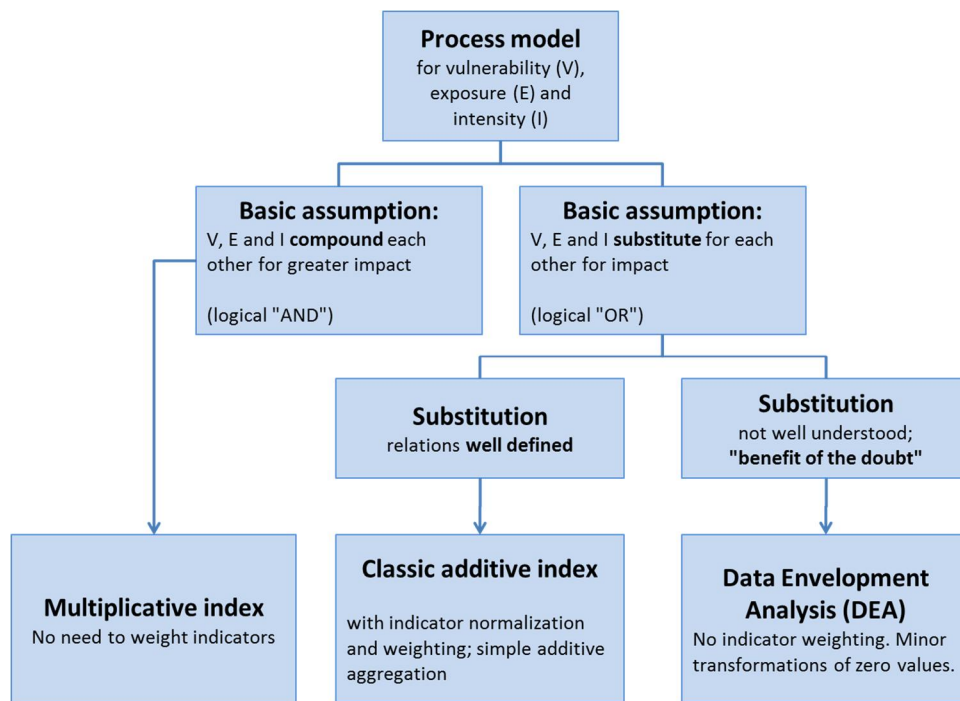 Process model
for vulnerability (V),
exposure (E) and
intensity (I)
Basic assumption:
V, E and I compound each
other for greater impact
(logical "AND")
Basic assumption:
V, E and I substitute for each
other for impact
(logical "OR")
Substitution
relations well defined
Substitution
not well understood;
"benefit of the doubt"
Multiplicative index
No need to weight indicators
Classic additive index
with indicator normalization
and weighting; simple additive
aggregation
Data Envelopment
Analysis (DEA)
No indicator weighting. Minor
transformations of zero values.